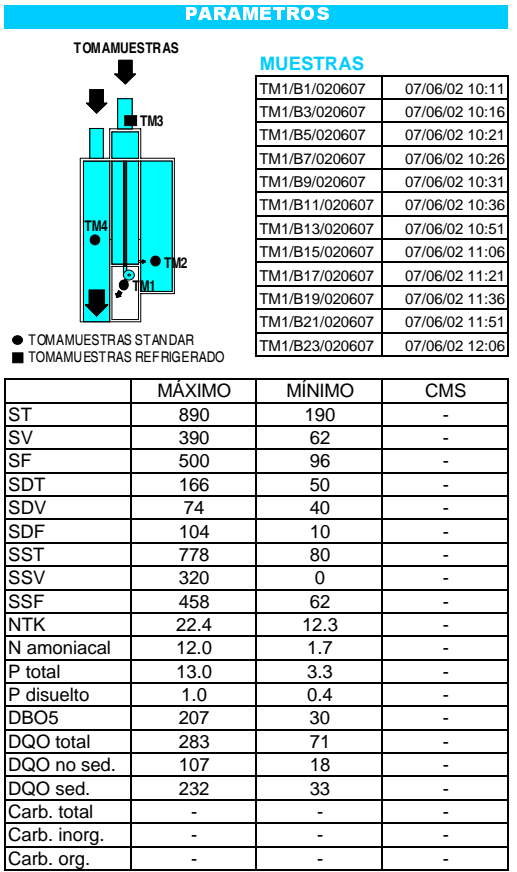 PARAMETROS
TOMAMUESTRAS
TM3
TM4
TM2
TM1
TOMAMUESTRAS STANDAR
TOMAMUESTRAS REFRIGERADO
MUESTRAS
TM1/B1/020607 07/06/02 10:11
TM1/B3/020607 07/06/02 10:16
TM1/B5/020607 07/06/02 10:21
TM1/B7/020607 07/06/02 10:26
TM1/B9/020607 07/06/02 10:31
TM1/B11/020607 07/06/02 10:36
TM1/B13/020607 07/06/02 10:51
TM1/B15/020607 07/06/02 11:06
TM1/B17/020607 07/06/02 11:21
TM1/B19/020607 07/06/02 11:36
TM1/B21/020607 07/06/02 11:51
TM1/B23/020607 07/06/02 12:06
MÁXIMO MÍNIMO CMS
ST 890 190 -
SV 390 62 -
SF 500 96 -
SDT 166 50 -
SDV 74 40 -
SDF 104 10 -
SST 778 80 -
SSV 320 0 -
SSF 458 62 -
NTK 22.4 12.3 -
N amoniacal 12.0 1.7 -
P total 13.0 3.3 -
P disuelto 1.0 0.4 -
DBO5 207 30 -
DQO total 283 71 -
DQO no sed. 107 18 -
DQO sed. 232 33 -
Carb. total - - -
Carb. inorg. - - -
Carb. org. - - -